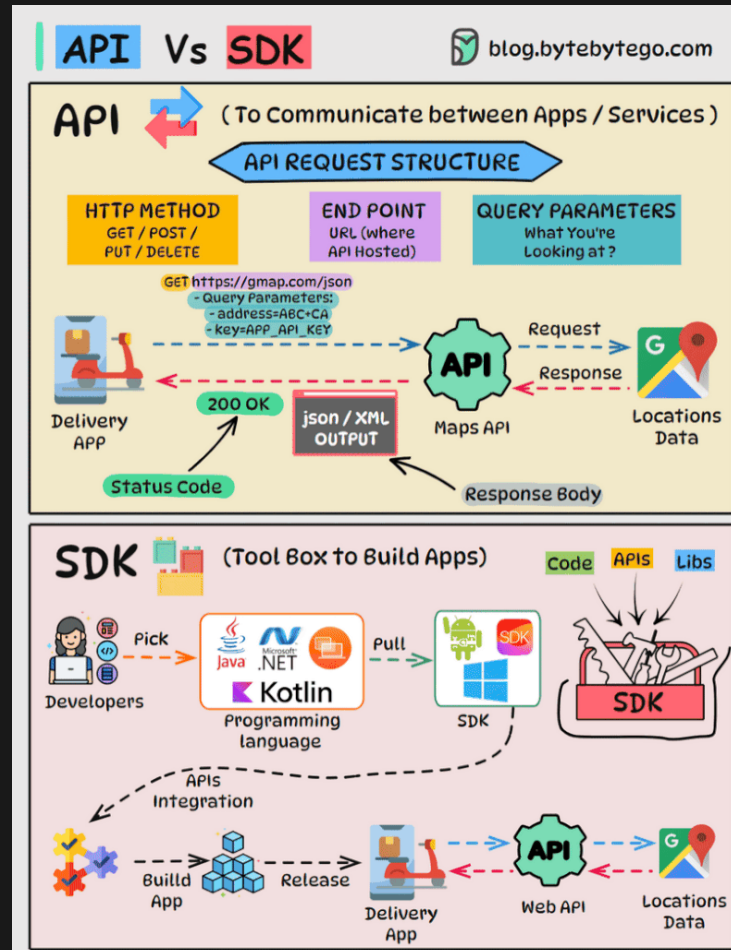 API Vs SDK
blog.bytebytego.com
API
( To Communicate between Apps / Services )
API REQUEST STRUCTURE
HTTP METHOD
GET / POST /
PUT / DELETE
END POINT
URL (where
API Hosted)
QUERY PARAMETERS
What You're
Looking at ?
GET https://gmap.com/json
- Query Parameters:
- address=ABC+CA
- key=APP_API_KEY
Delivery
APP
200 OK
Status Code
json / XML
OUTPUT
Response Body
API
Maps API
Request
Response
G
Locations
Data
SDK
(Tool Box to Build Apps)
Code
APIs
Libs
SDK
Developers
Pick
Java
Microsoft
.NET
Kotlin
Programming
language
Pull
SDK
SDK
APIs
Integration
Builld
App
Release
Delivery
App
API
Web API
G
Locations
Data